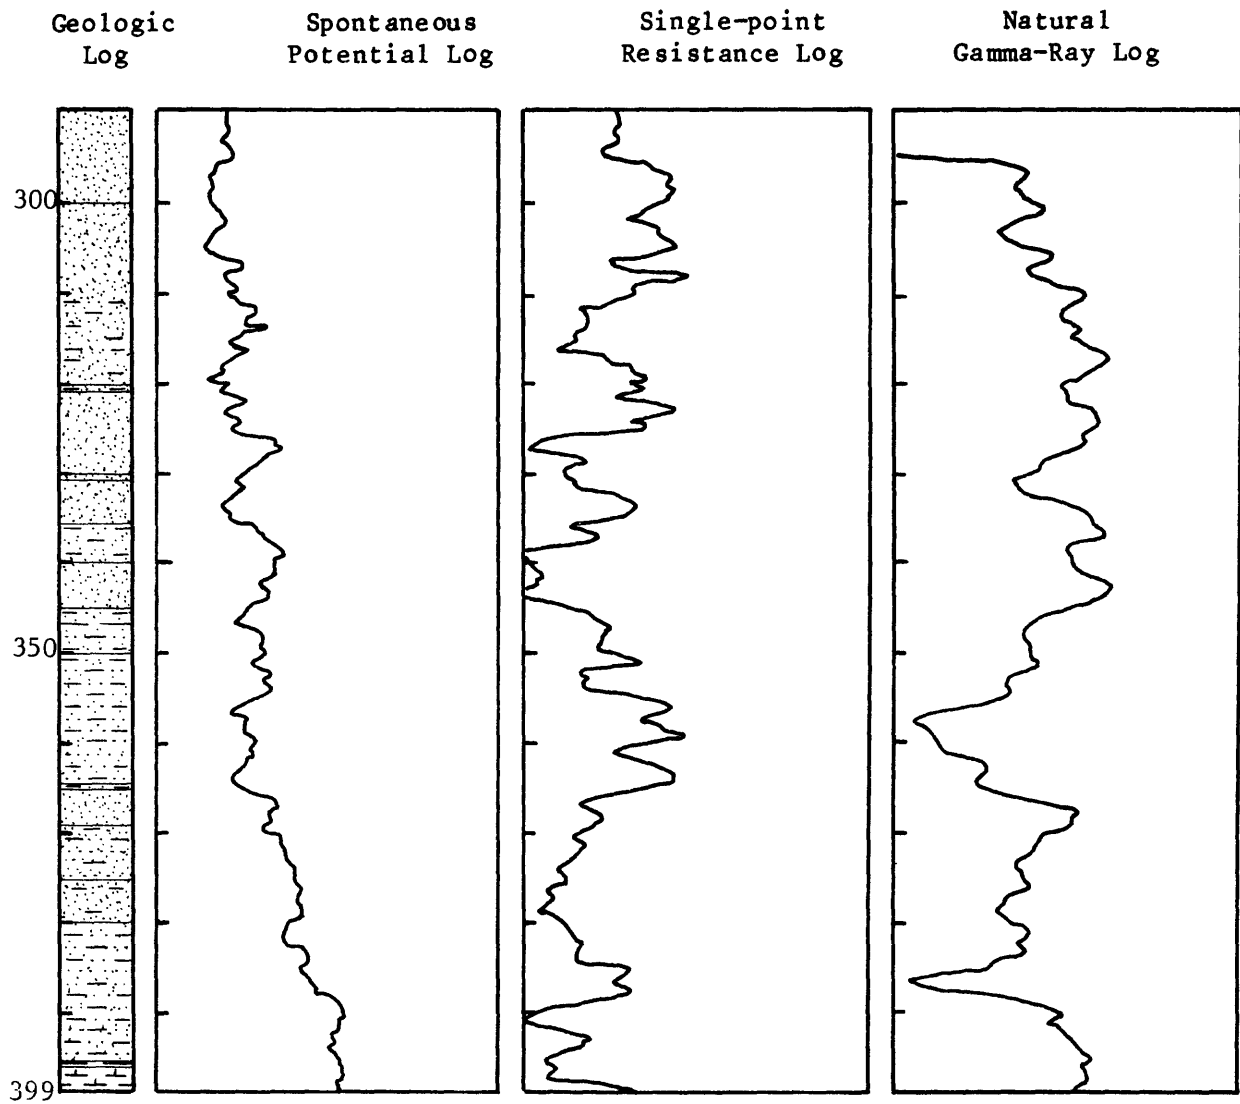 Geologic
Log
Spontaneous
Potential Log
Single-point
Resistance Log
Natural
Gamma-Ray Log
300
350
399